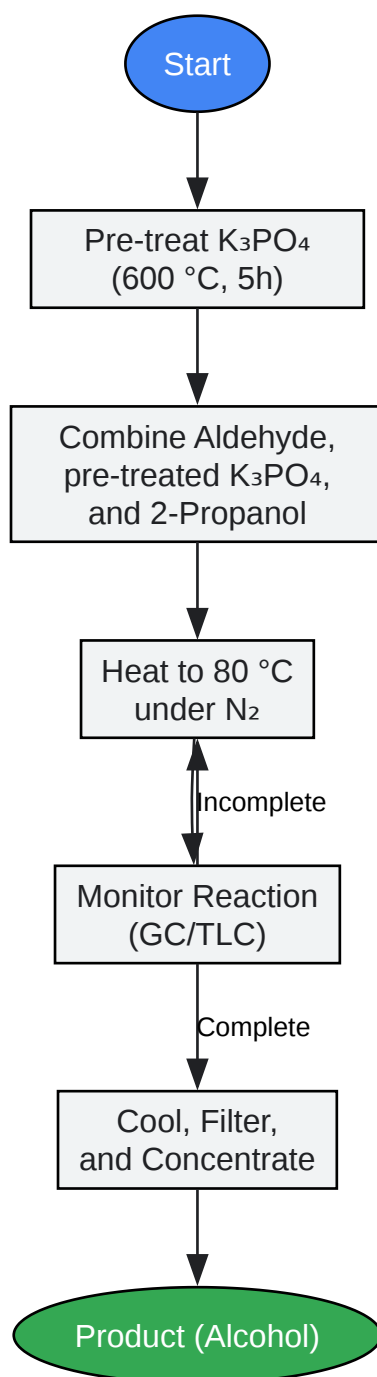 Start
Pre-treat K₃PO₄
(600 °C, 5h)
Combine Aldehyde,
pre-treated K₃PO₄,
and 2-Propanol
Heat to 80 °C
under N₂
Incomplete
Monitor Reaction
(GC/TLC)
Complete
Cool, Filter,
and Concentrate
Product (Alcohol)